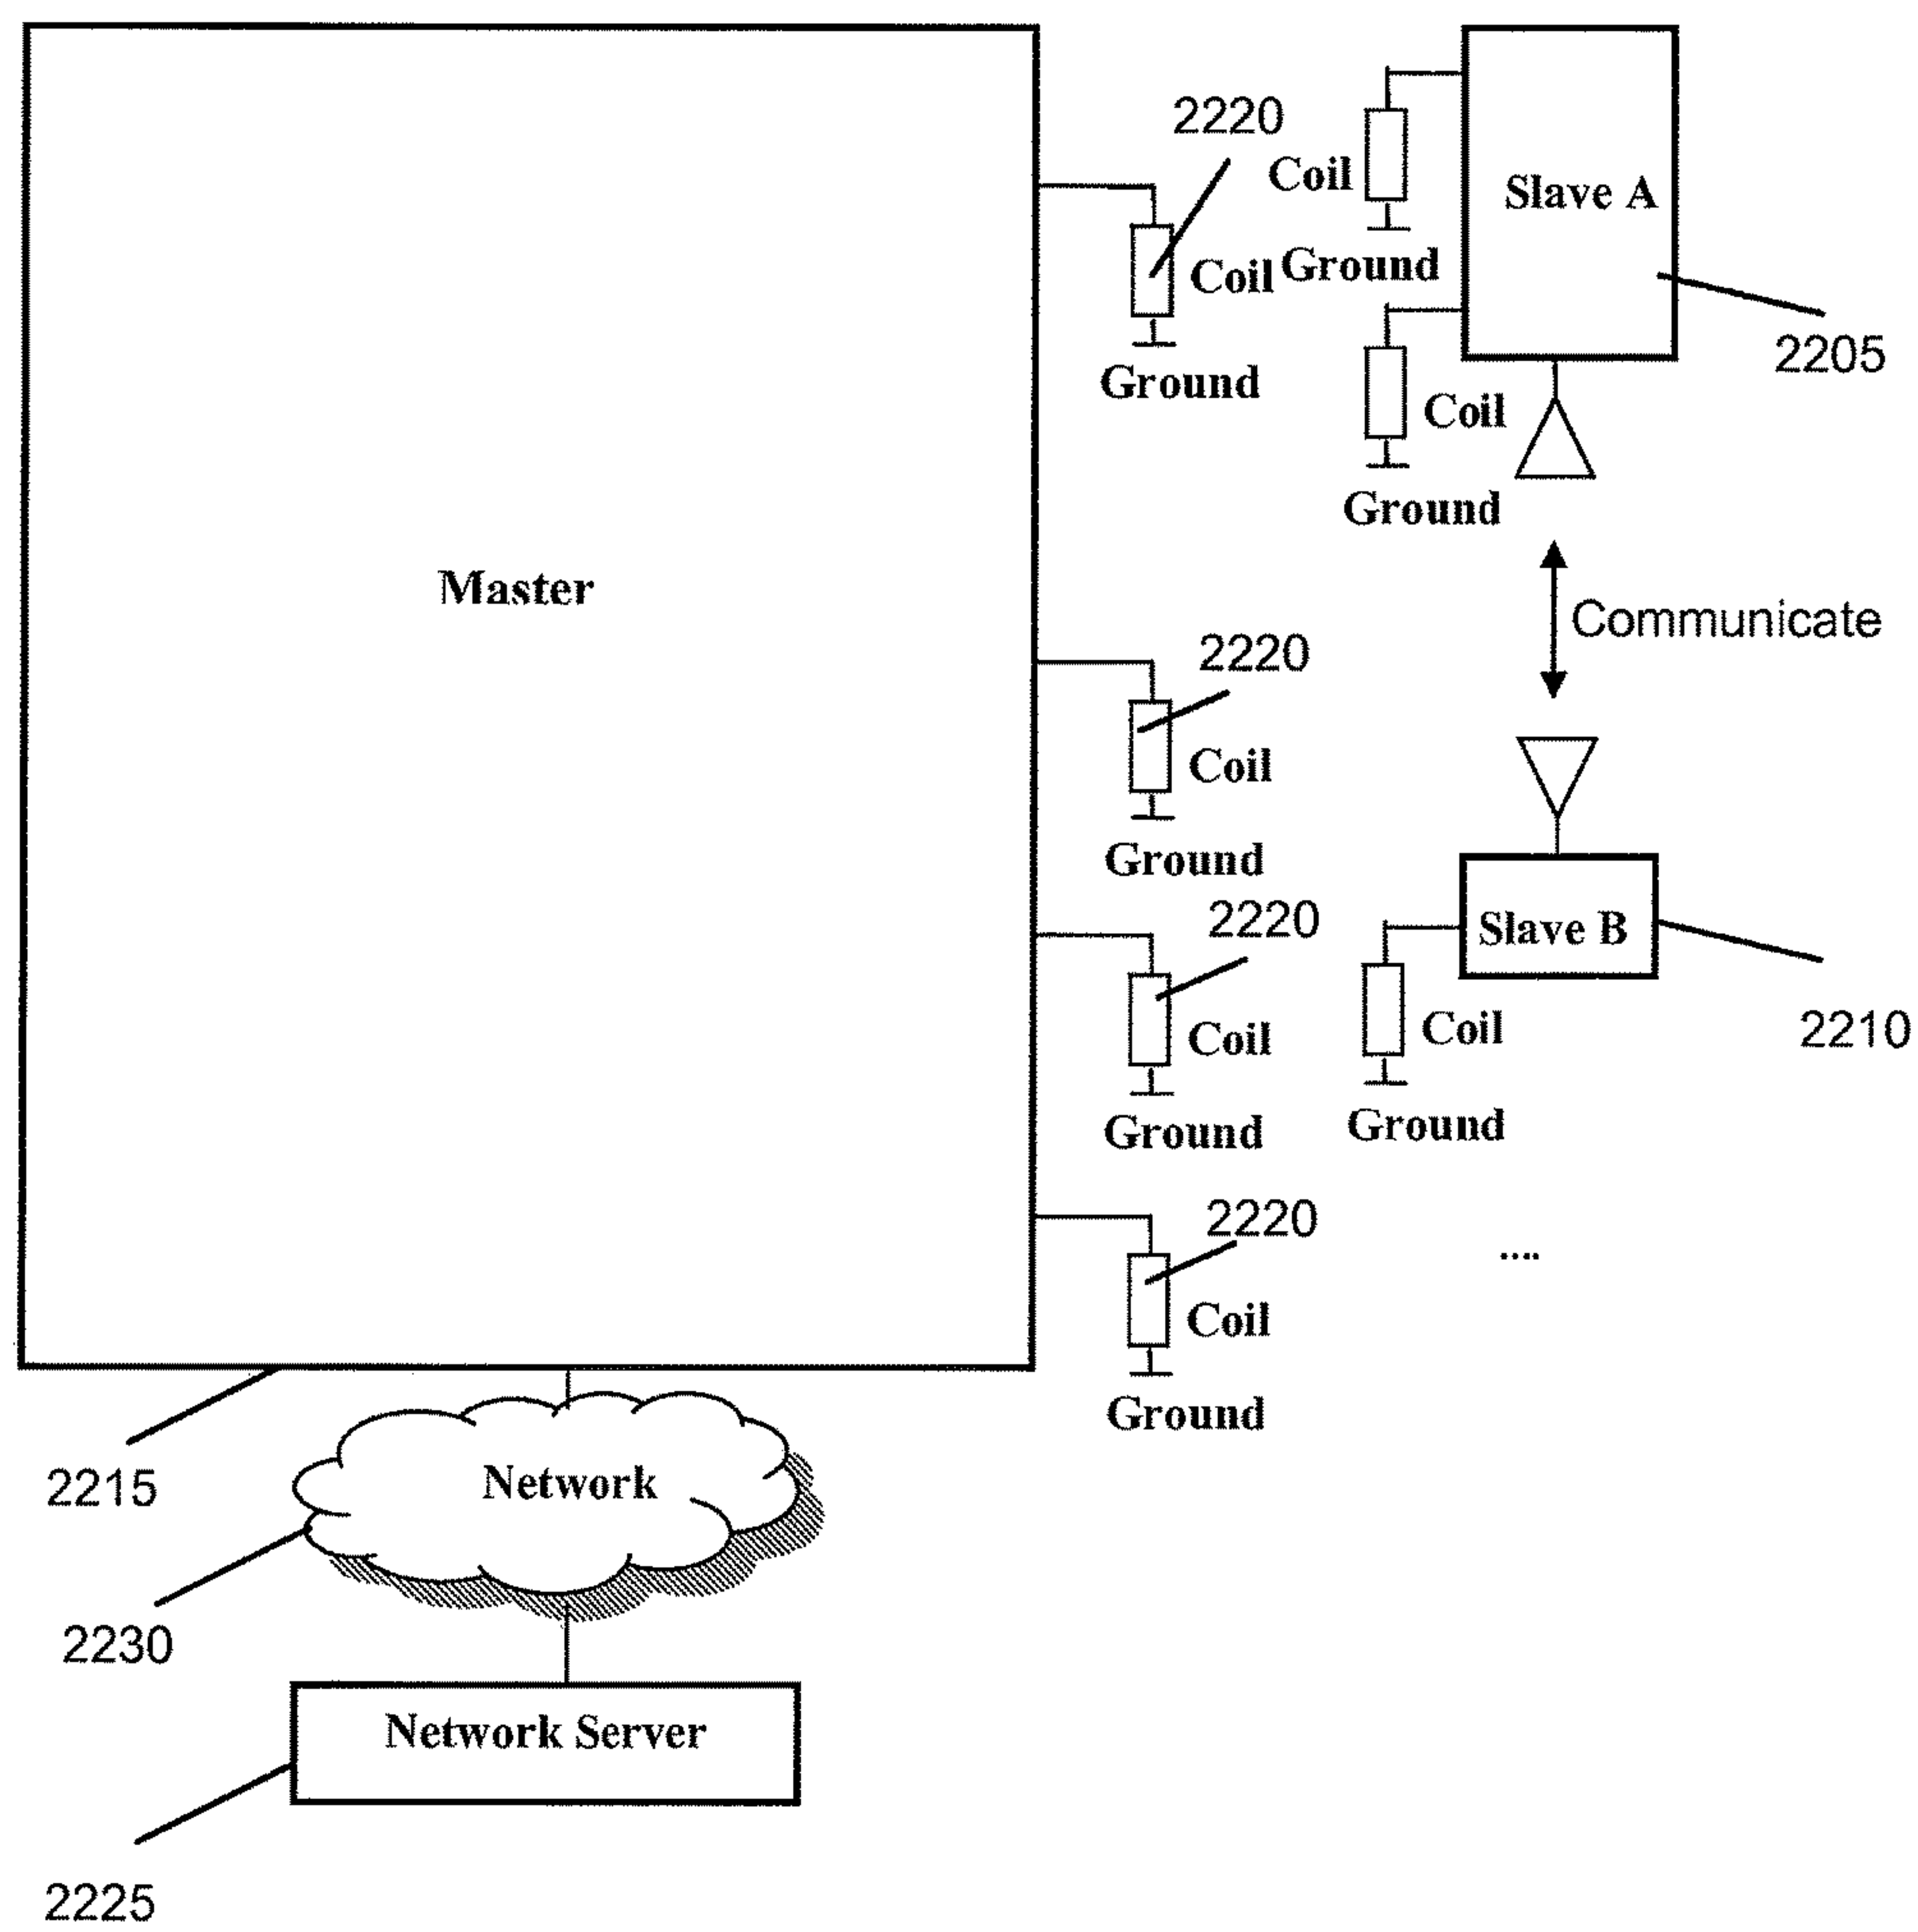 2220
Coil
Slave A
Coil
Ground
Ground
2205
Coil
Ground
Master
Communicate
2220
Coil
Ground
2220
Slave B
Coil
Coil
2210
Ground
Ground
2220
....
Coil
Ground
2215
Network
2230
Network Server
2225